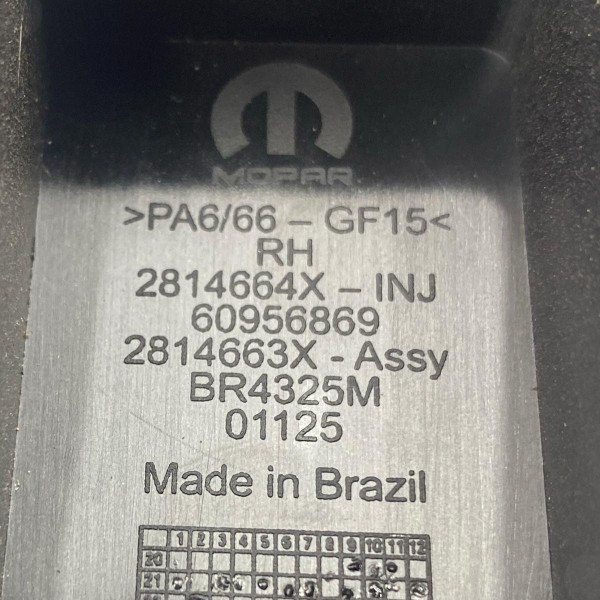 MOPAR
>PA6/66 – GF15<
RH
2814664X – INJ
60956869
2814663X - Assy
BR4325M
01125
Made in Brazil
1 2 3 4 5 6 7 8 9 10 11 12
20
21